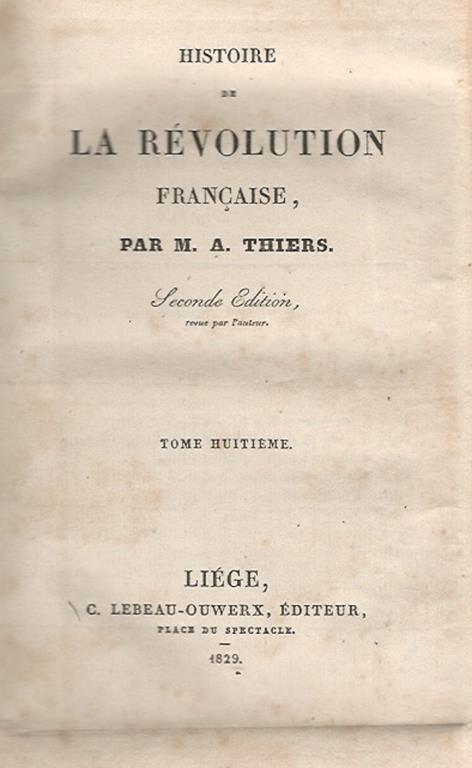 HISTOIRE
DE
LA RÉVOLUTION
FRANÇAISE,
PAR M. A. THIERS.
Seconde Edition,
revue par l'auteur.
TOME HUITIÈME.
LIÉGE,
C. LEBEAU-OUWERX, ÉDITEUR,
PLACE DU SPECTACLE.
1829.